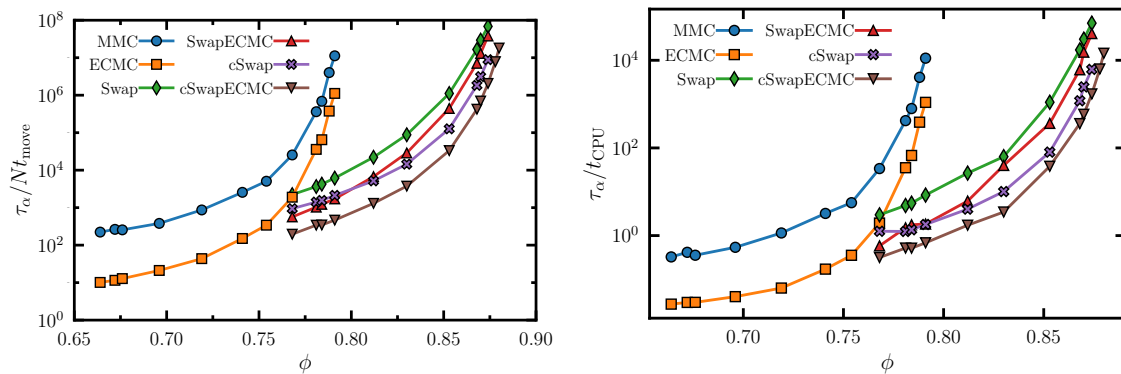 10^8
10^6
10^4
10^2
10^0
τ_α/Nt_move
MMC
ECMC
Swap
SwapECMC
cSwap
cSwapECMC
0.65
0.70
0.75
0.80
0.85
0.90
ϕ
10^4
10^2
10^0
τ_α/t_CPU
MMC
ECMC
Swap
SwapECMC
cSwap
cSwapECMC
0.70
0.75
0.80
0.85
ϕ